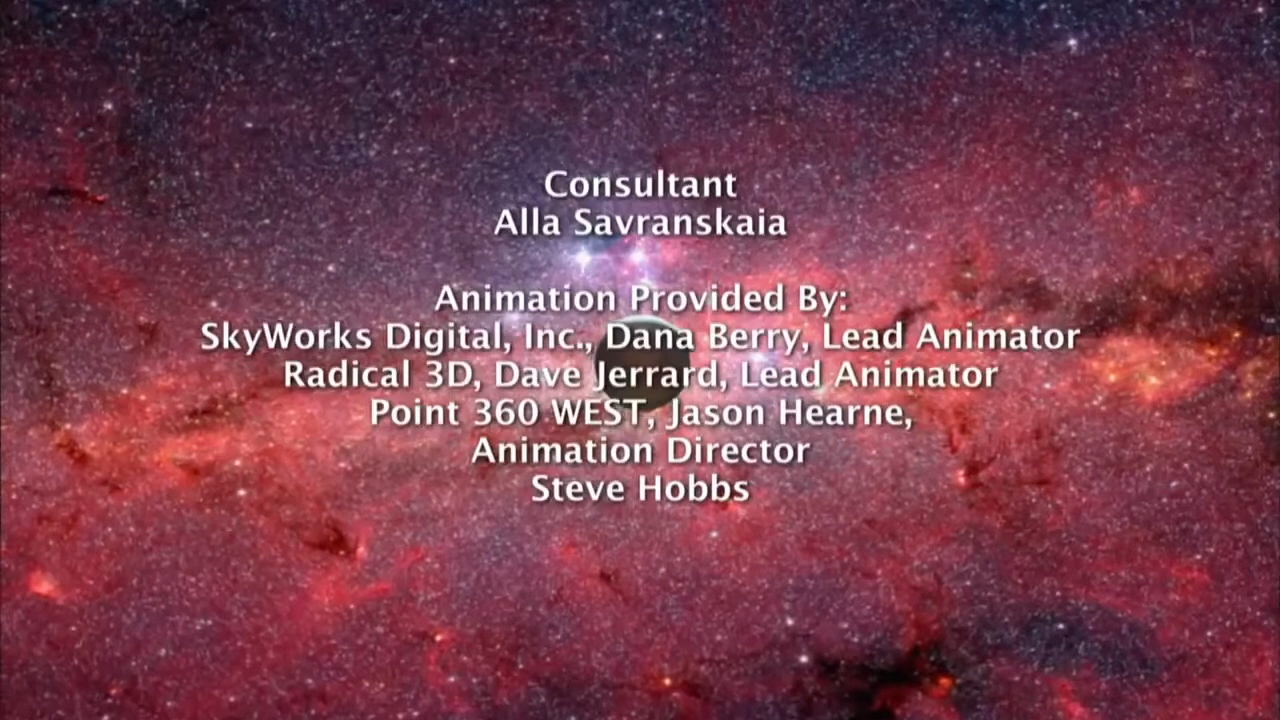 Consultant
Alla Savranskaia
Animation Provided By:
SkyWorks Digital, Inc., Dana Berry, Lead Animator
Radical 3D, Dave Jerrard, Lead Animator
Point 360 WEST, Jason Hearne,
Animation Director
Steve Hobbs